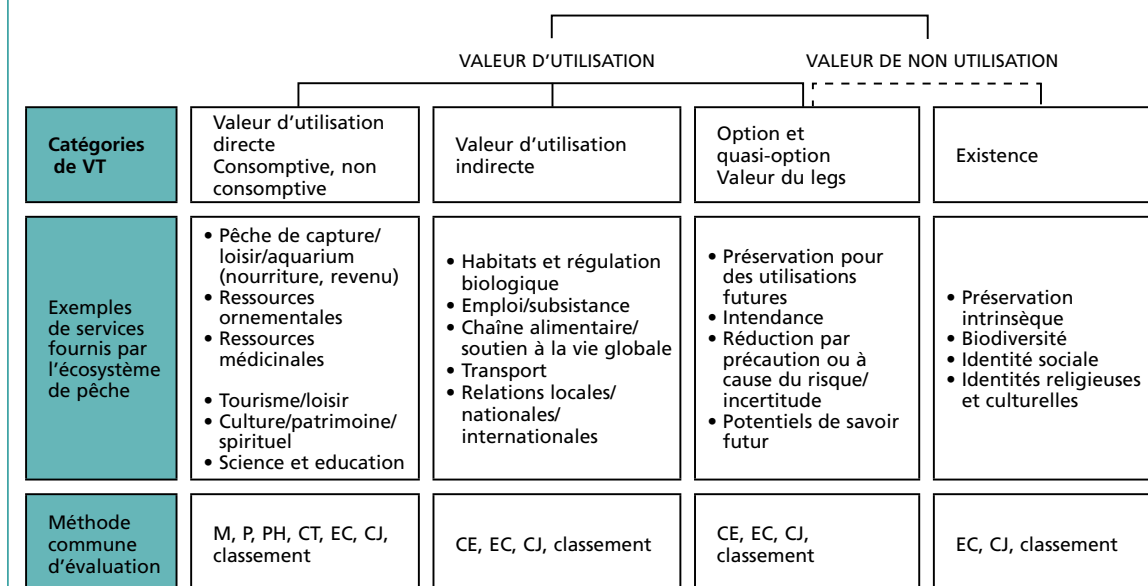 VALEUR D'UTILISATION
VALEUR DE NON UTILISATION
Catégories
de VT
Valeur d'utilisation
directe
Consomptive, non
consomptive
Valeur d'utilisation
indirecte
Option et
quasi-option
Valeur du legs
Existence
Exemples
de services
fournis par
l'écosystème
de pêche
• Pêche de capture/
loisir/aquarium
(nourriture, revenu)
• Ressources
ornementales
• Ressources
médicinales
• Tourisme/loisir
• Culture/patrimoine/
spirituel
• Science et education
• Habitats et régulation
biologique
• Emploi/subsistance
• Chaîne alimentaire/
soutien à la vie globale
• Transport
• Relations locales/
nationales/
internationales
• Préservation pour
des utilisations
futures
• Intendance
• Réduction par
précaution ou à
cause du risque/
incertitude
• Potentiels de savoir
futur
• Préservation
intrinsèque
• Biodiversité
• Identité sociale
• Identités religieuses
et culturelles
Méthode
commune
d'évaluation
M, P, PH, CT, EC, CJ,
classement
CE, EC, CJ, classement
CE, EC, CJ,
classement
EC, CJ, classement